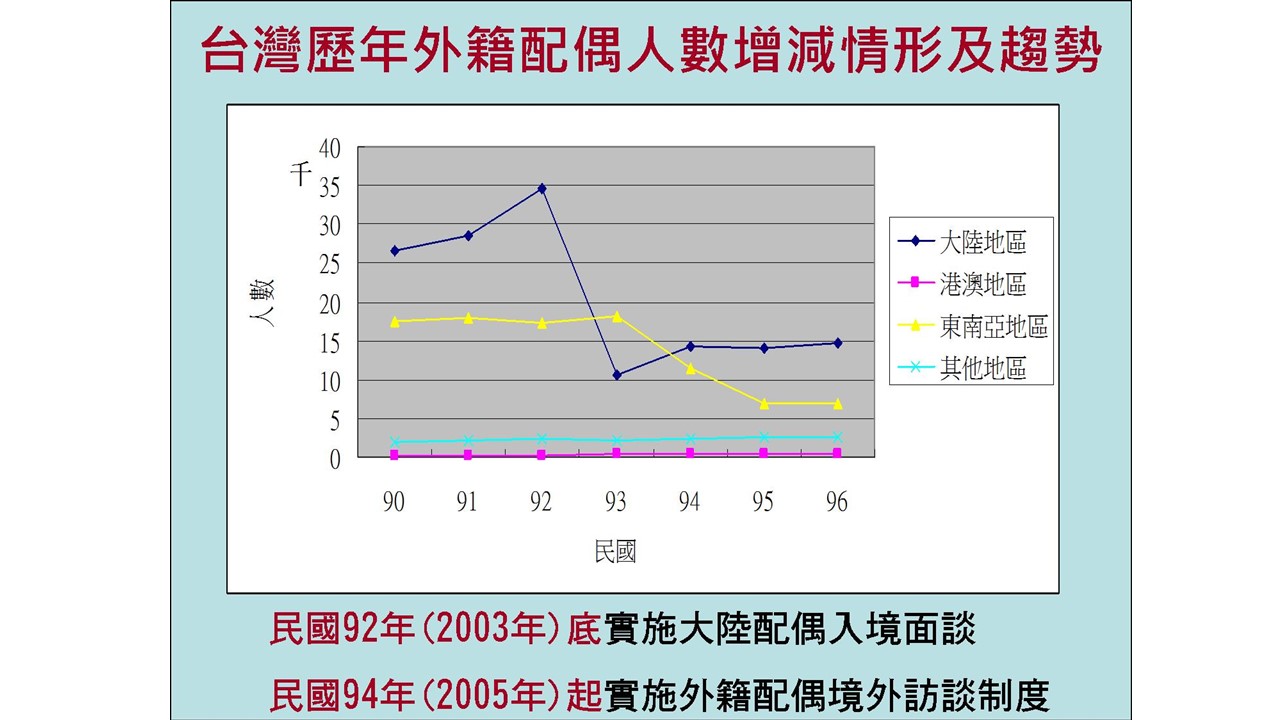 台灣歷年外籍配偶人數增減情形及趨勢
千
人數
40
35
30
25
20
15
10
5
0
90 91 92 93 94 95 96
民國
大陸地區
港澳地區
東南亞地區
其他地區
民國92年(2003年)底實施大陸配偶入境面談
民國94年(2005年)起實施外籍配偶境外訪談制度